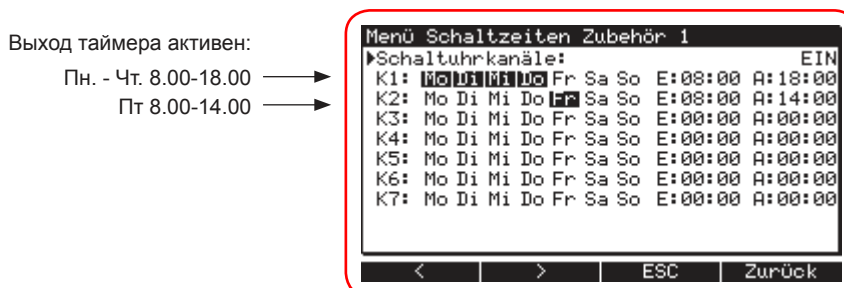 Выход таймера активен:
Пн. - Чт. 8.00-18.00
Пт 8.00-14.00
Menü Schaltzeiten Zubehör 1
Schaltuhrkanäle: EIN
K1: Mo Di Mi Do Fr Sa So E:08:00 A:18:00
K2: Mo Di Mi Do Fr Sa So E:08:00 A:14:00
K3: Mo Di Mi Do Fr Sa So E:00:00 A:00:00
K4: Mo Di Mi Do Fr Sa So E:00:00 A:00:00
K5: Mo Di Mi Do Fr Sa So E:00:00 A:00:00
K6: Mo Di Mi Do Fr Sa So E:00:00 A:00:00
K7: Mo Di Mi Do Fr Sa So E:00:00 A:00:00
< > ESC Zurück